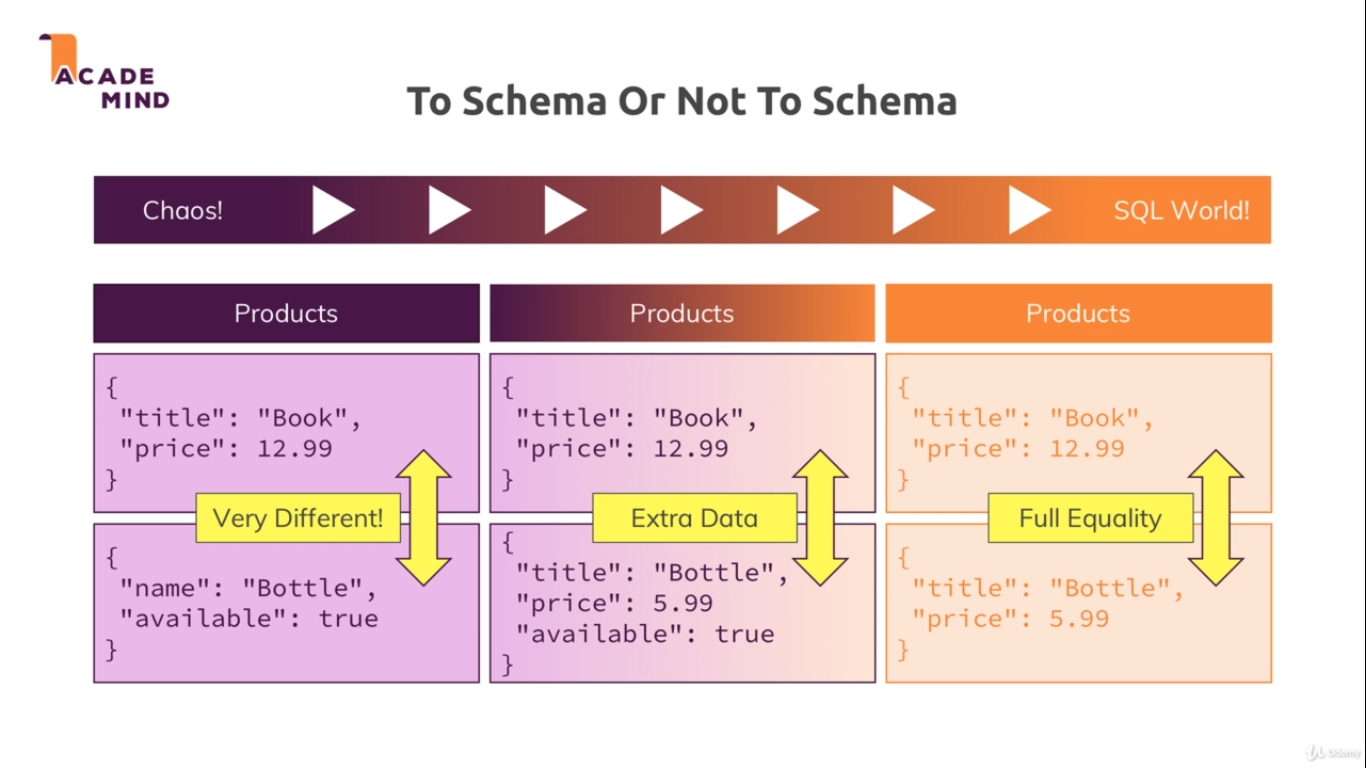 ACADE
MIND
To Schema Or Not To Schema
Chaos!
SQL World!
Products
{
"title": "Book",
"price": 12.99
}
Very Different!
{
"name": "Bottle",
"available": true
}
Products
{
"title": "Book",
"price": 12.99
}
Extra Data
{
"title": "Bottle",
"price": 5.99
"available": true
}
Products
{
"title": "Book",
"price": 12.99
}
Full Equality
{
"title": "Bottle",
"price": 5.99
}
Udemy